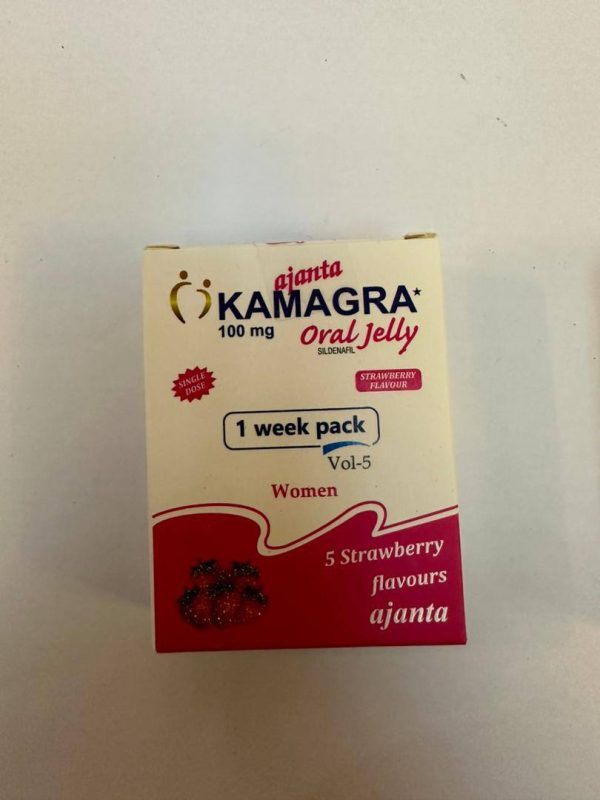 ajanta
KAMAGRA*
100 mg
Oral Jelly
SILDENAFIL
SINGLE
DOSE
STRAWBERRY
FLAVOUR
1 week pack
Vol-5
Women
5 Strawberry
flavours
ajanta